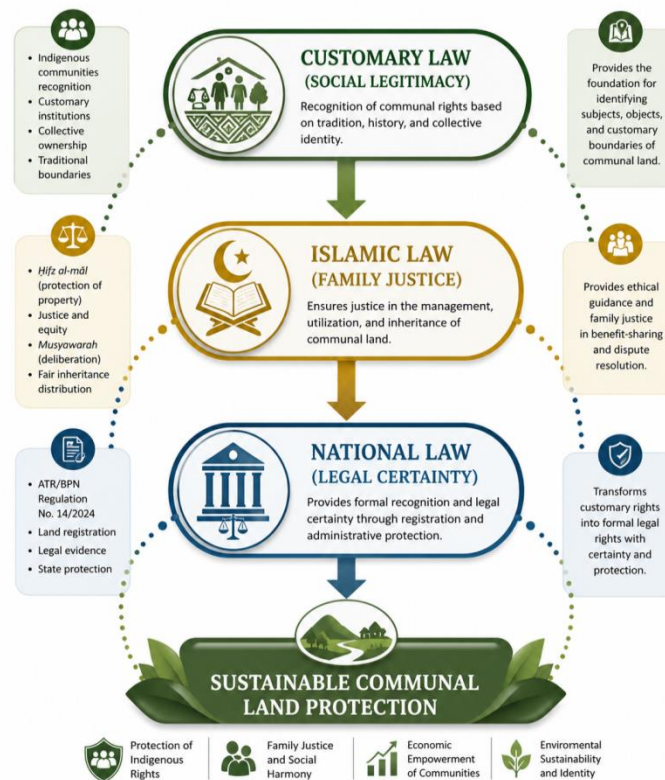 • Indigenous
communities
recognition
• Customary
institutions
• Collective
ownership
• Traditional
boundaries
CUSTOMARY LAW
(SOCIAL LEGITIMACY)
Recognition of communal rights based
on tradition, history, and collective
identity.
Provides the
foundation for
identifying
subjects, objects,
and customary
boundaries of
communal land.
• Ḥifz al-mâl
(protection of
property)
• Justice and
equity
• Musyawarah
(deliberation)
• Fair inheritance
distribution
ISLAMIC LAW
(FAMILY JUSTICE)
Ensures justice in the management,
utilization, and inheritance of
communal land.
Provides ethical
guidance and
family justice
in benefit-sharing
and dispute
resolution.
• ATR/BPN
Regulation
No. 14/2024
• Land registration
• Legal evidence
• State protection
NATIONAL LAW
(LEGAL CERTAINTY)
Provides formal recognition and legal
certainty through registration and
administrative protection.
Transforms
customary rights
into formal legal
rights with
certainty and
protection.
SUSTAINABLE COMMUNAL
LAND PROTECTION
Protection of
Indigenous
Rights
Family Justice
and Social
Harmony
Economic
Empowerment
of Communities
Enviromental
Sustainability
and Identity